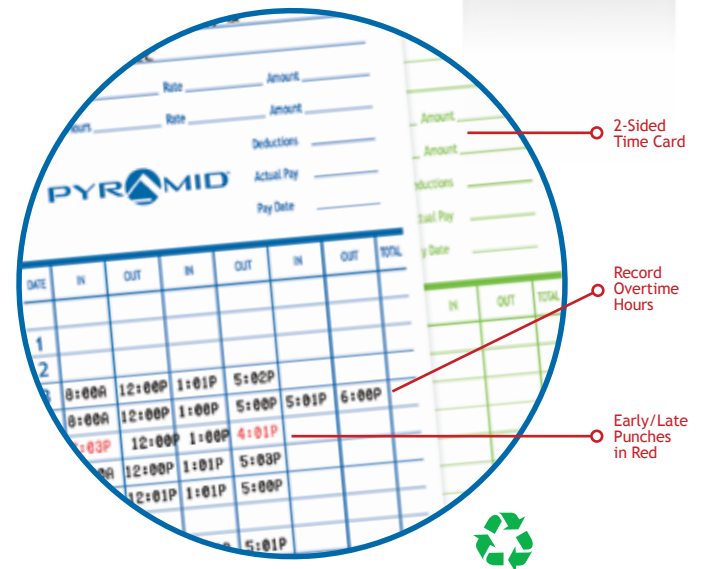 Rate Amount
Hours Rate Amount
Deductions
Actual Pay
Pay Date
PYRAMID
DATE IN OUT IN OUT IN OUT TOTAL
1
2
3 8:00A 12:00P 1:01P 5:02P
8:00A 12:00P 1:00P 5:00P 5:01P 6:00P
:03P 12:00P 1:00P 4:01P
0A 12:00P 1:01P 5:03P
12:01P 1:01P 5:00P
5:01P
Amount
Amount
Deductions
Actual Pay
Date
IN OUT TOTAL
2-Sided
Time Card
Record
Overtime
Hours
Early/Late
Punches
in Red